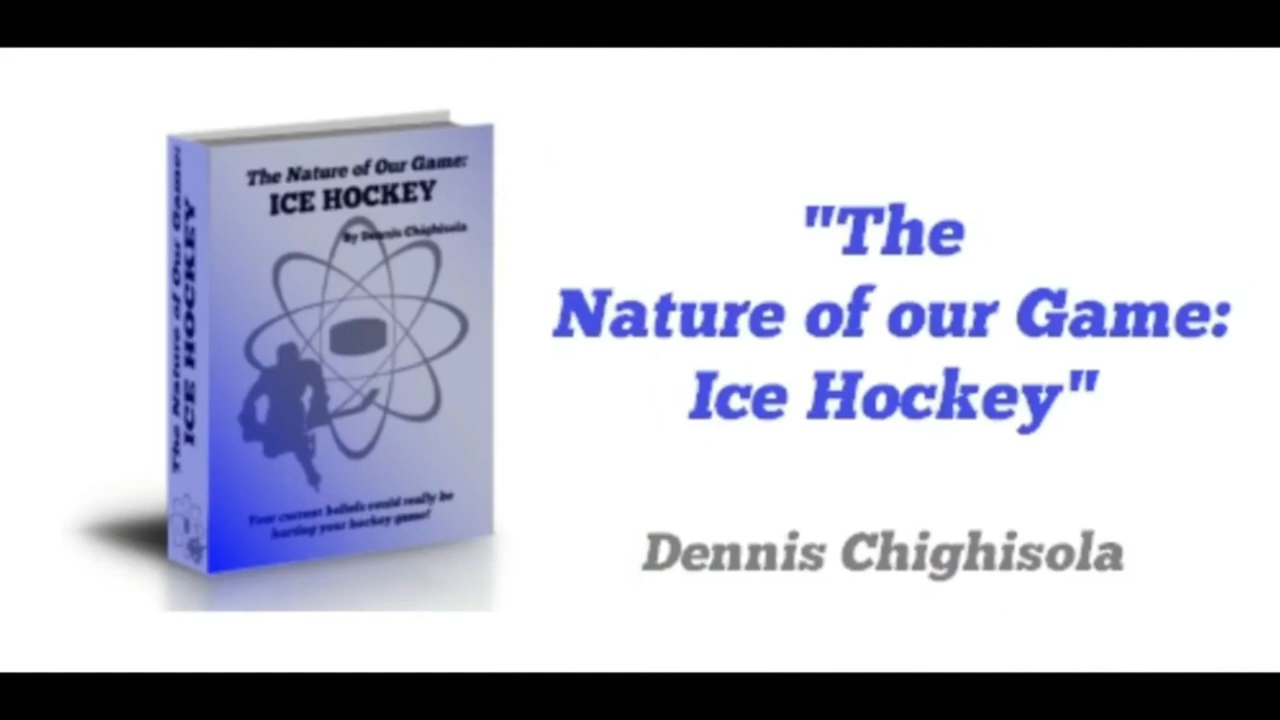 The Nature of Our Game:
ICE HOCKEY
By Dennis Chighisola
Your current beliefs could really be
hurting your hockey game!
The Nature of Our Game:
ICE HOCKEY
"The
Nature of our Game:
Ice Hockey"
Dennis Chighisola